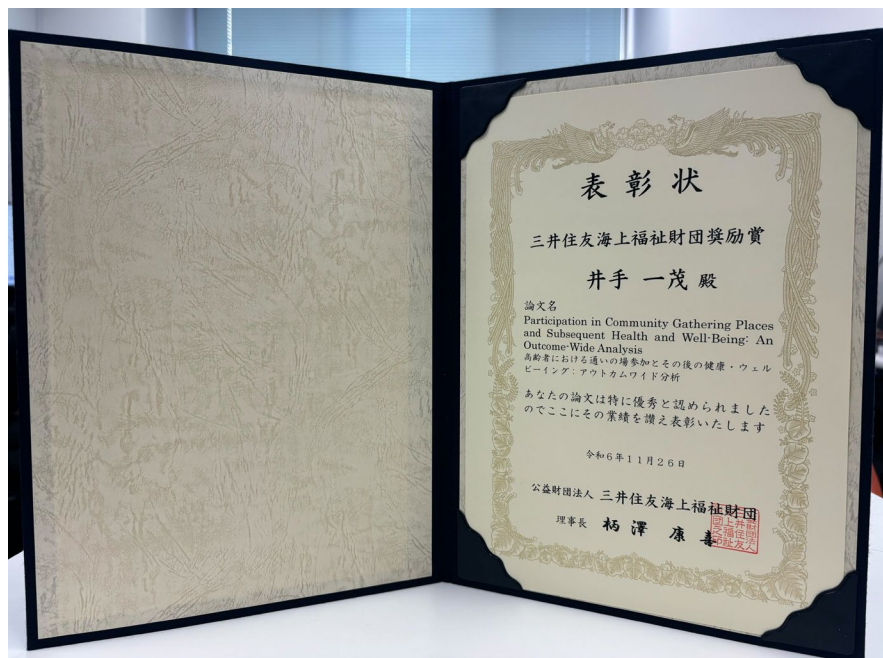 表彰状
三井住友海上福祉財団奨励賞
井手 一茂 殿
論文名
Participation in Community Gathering Places
and Subsequent Health and Well-Being: An
Outcome-Wide Analysis
高齢者における通いの場参加とその後の健康・ウェル
ビーイング：アウトカムワイド分析
あなたの論文は特に優秀と認められました
のでここにその業績を讃え表彰いたします
令和6年11月26日
公益財団法人 三井住友海上福祉財団
理事長 柄澤 康喜